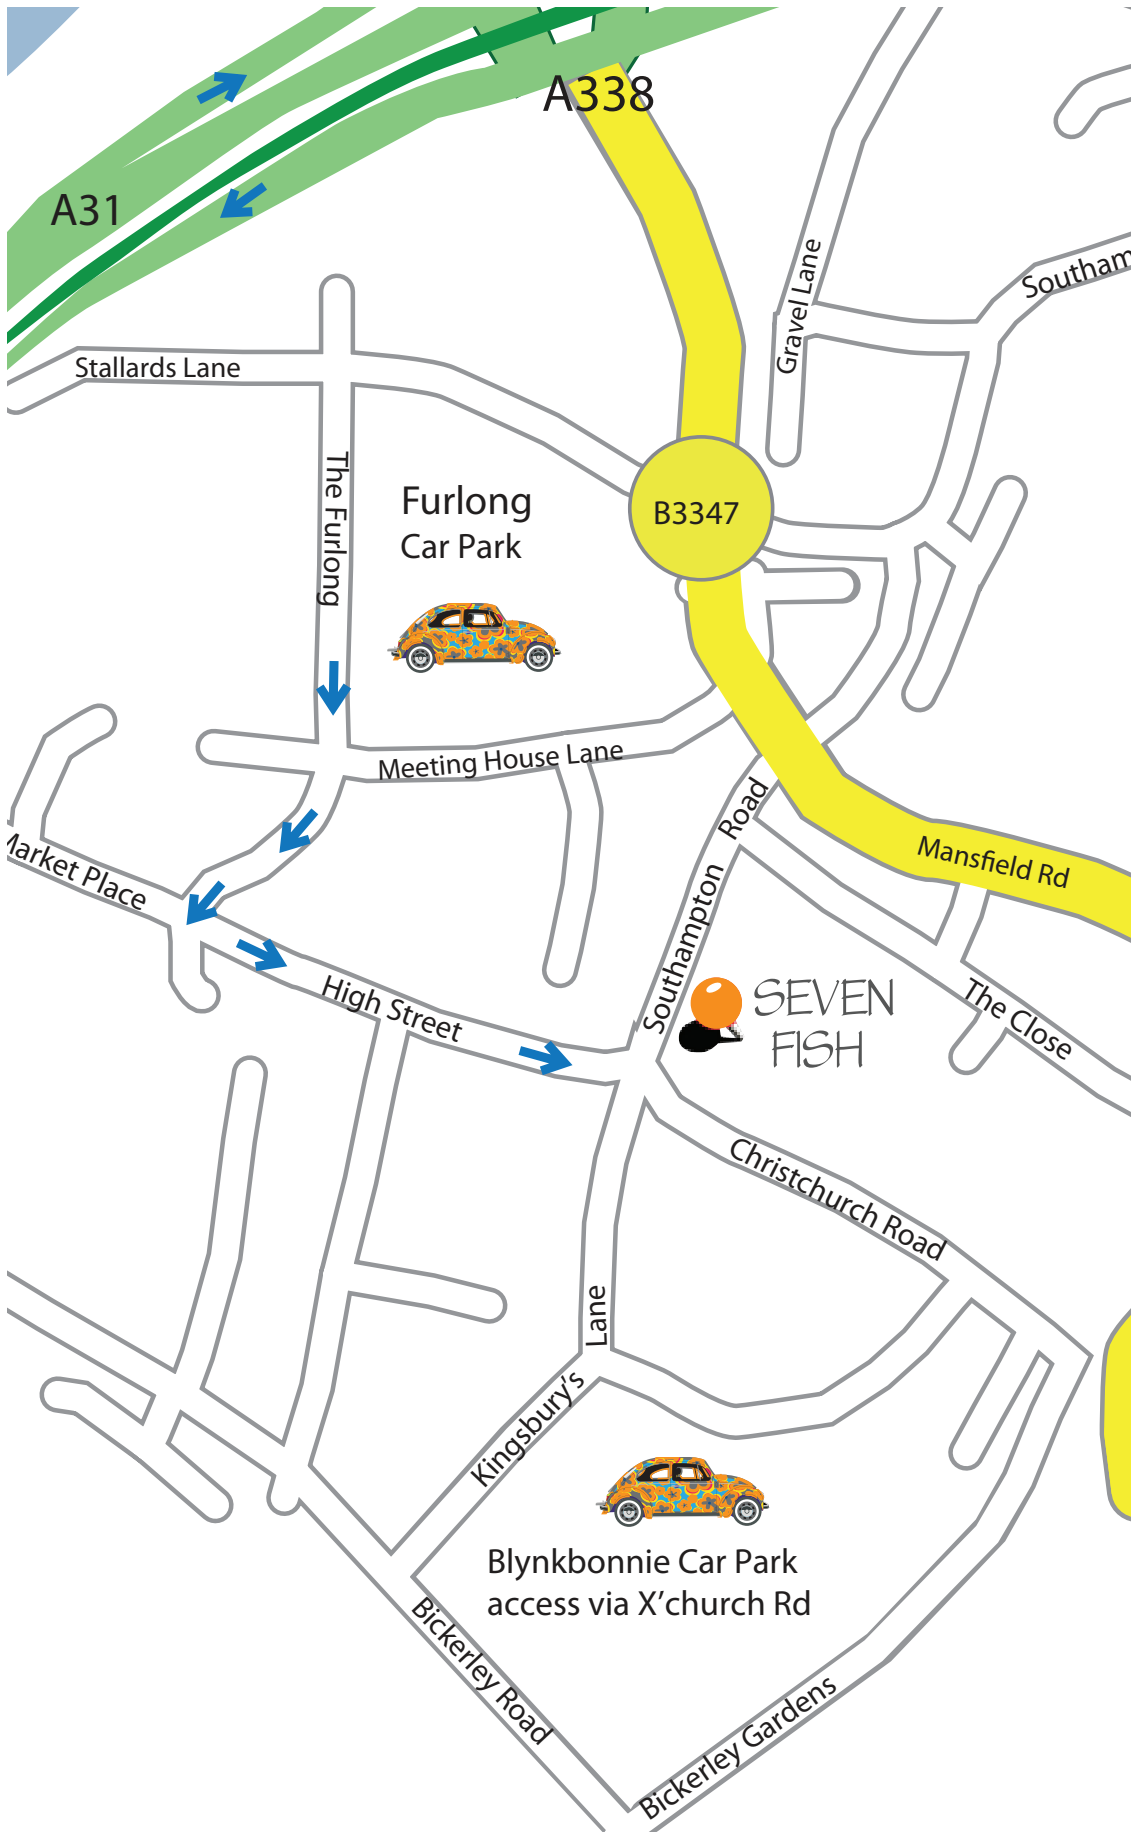 A338
A31
Gravel Lane
Southam
Stallards Lane
The Furlong
Furlong
Car Park
B3347
Meeting House Lane
Southampton Road
Mansfield Rd
Market Place
High Street
SEVEN
FISH
The Close
Christchurch Road
Kingsbury's Lane
Blynkbonnie Car Park
access via X'church Rd
Bickerley Road
Bickerley Gardens